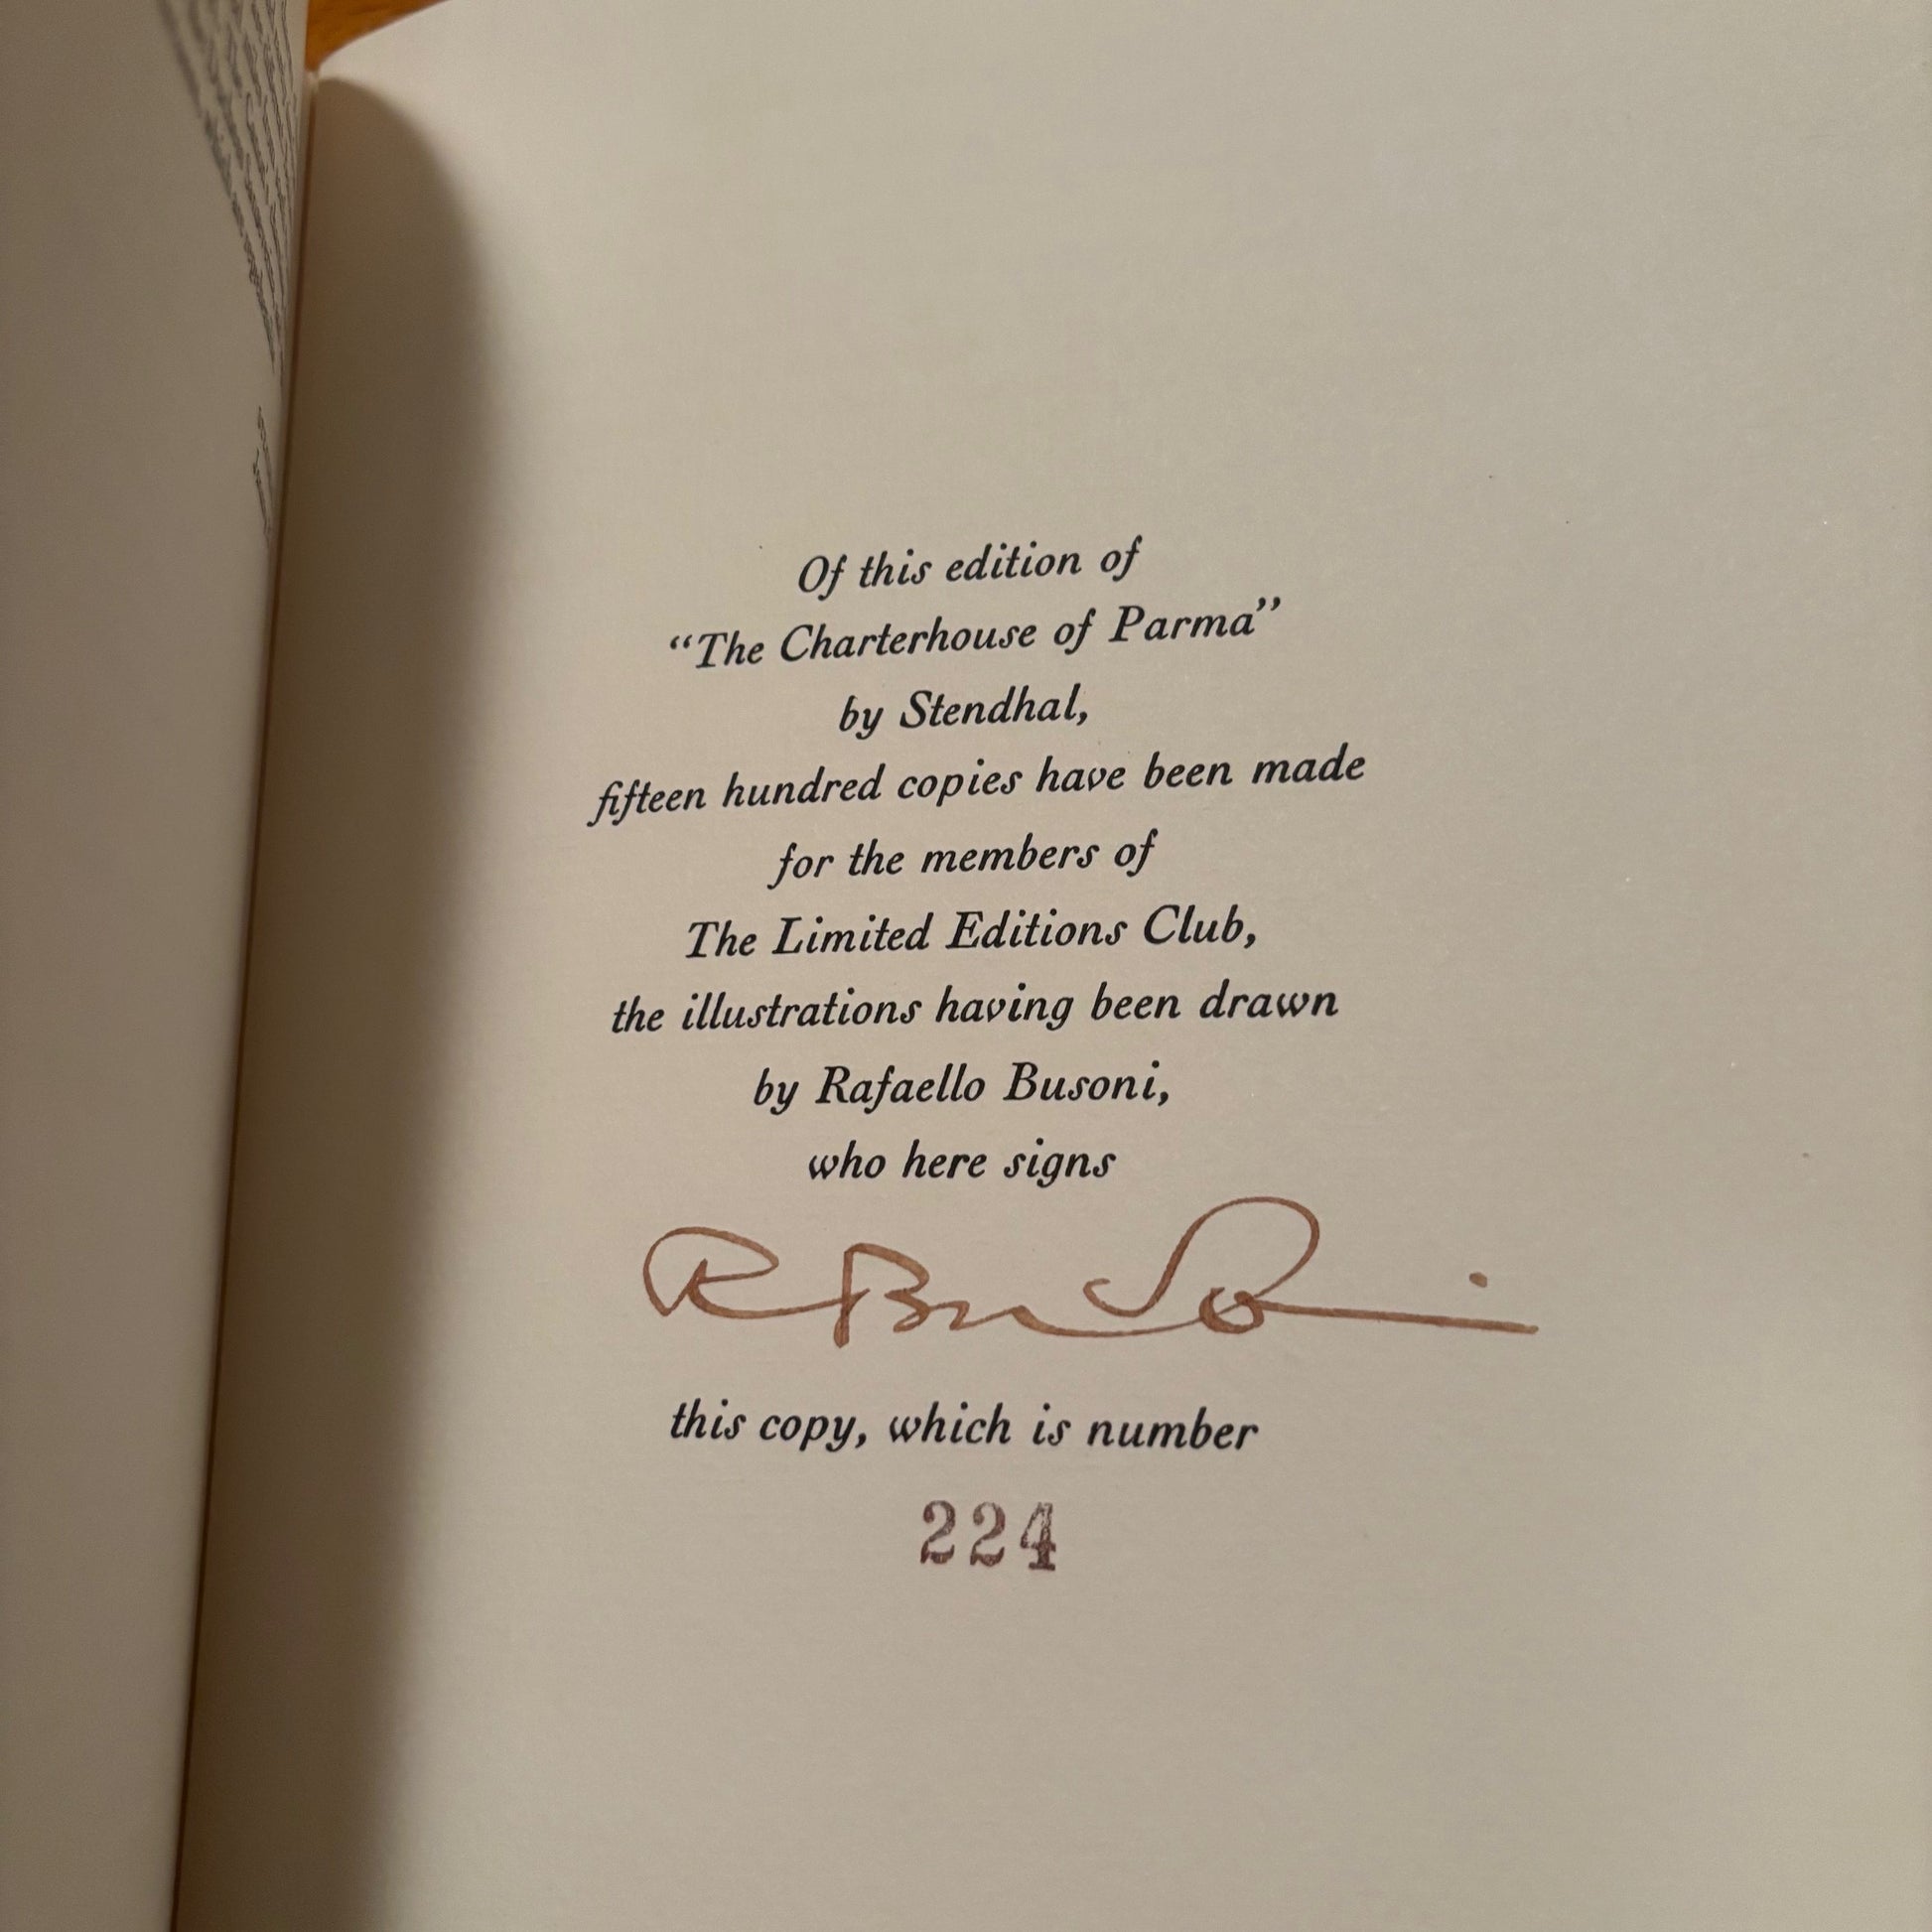 Of this edition of
“The Charterhouse of Parma”
by Stendhal,
fifteen hundred copies have been made
for the members of
The Limited Editions Club,
the illustrations having been drawn
by Rafaello Busoni,
who here signs
R Busoni
this copy, which is number
224